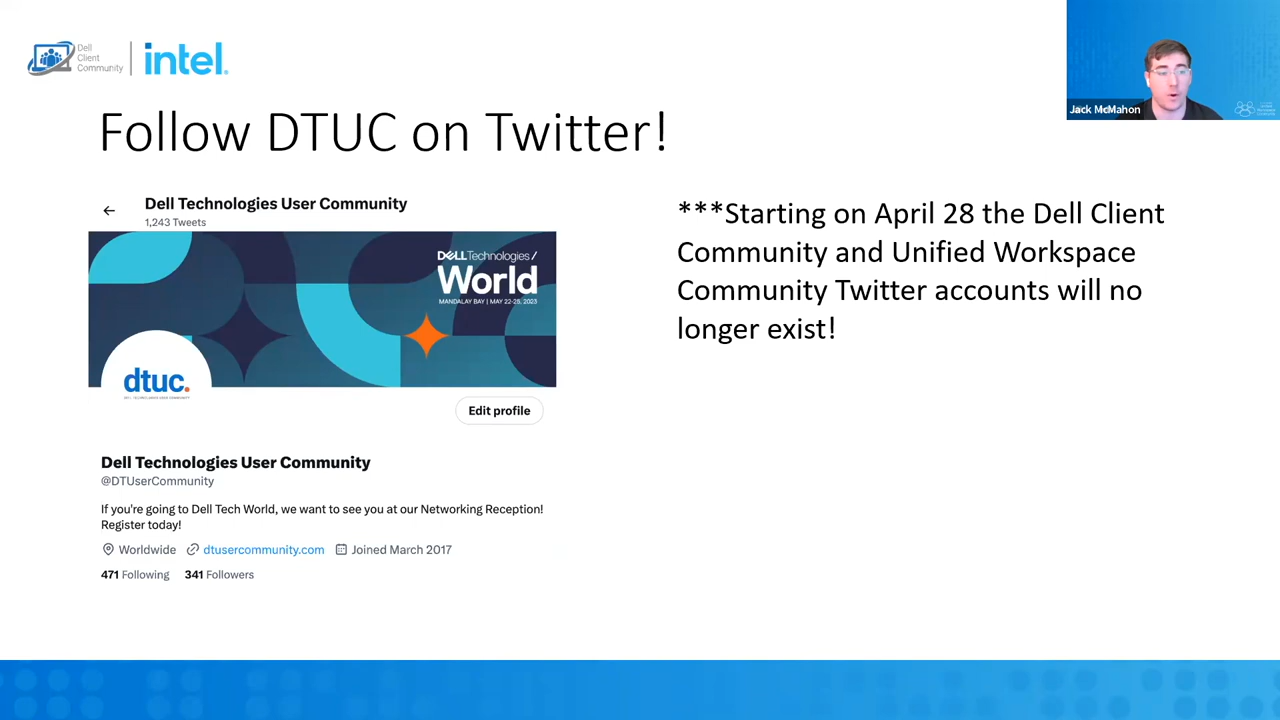 Dell
Client
Community
intel.
Jack McMahon
Follow DTUC on Twitter!
Dell Technologies User Community
1,243 Tweets
DELLTechnologies/
World
MANDALAY BAY | MAY 22-25, 2023
dtuc.
DELL TECHNOLOGIES USER COMMUNITY
Edit profile
Dell Technologies User Community
@DTUserCommunity
If you're going to Dell Tech World, we want to see you at our Networking Reception!
Register today!
Worldwide dtusercommunity.com Joined March 2017
471 Following 341 Followers
***Starting on April 28 the Dell Client
Community and Unified Workspace
Community Twitter accounts will no
longer exist!